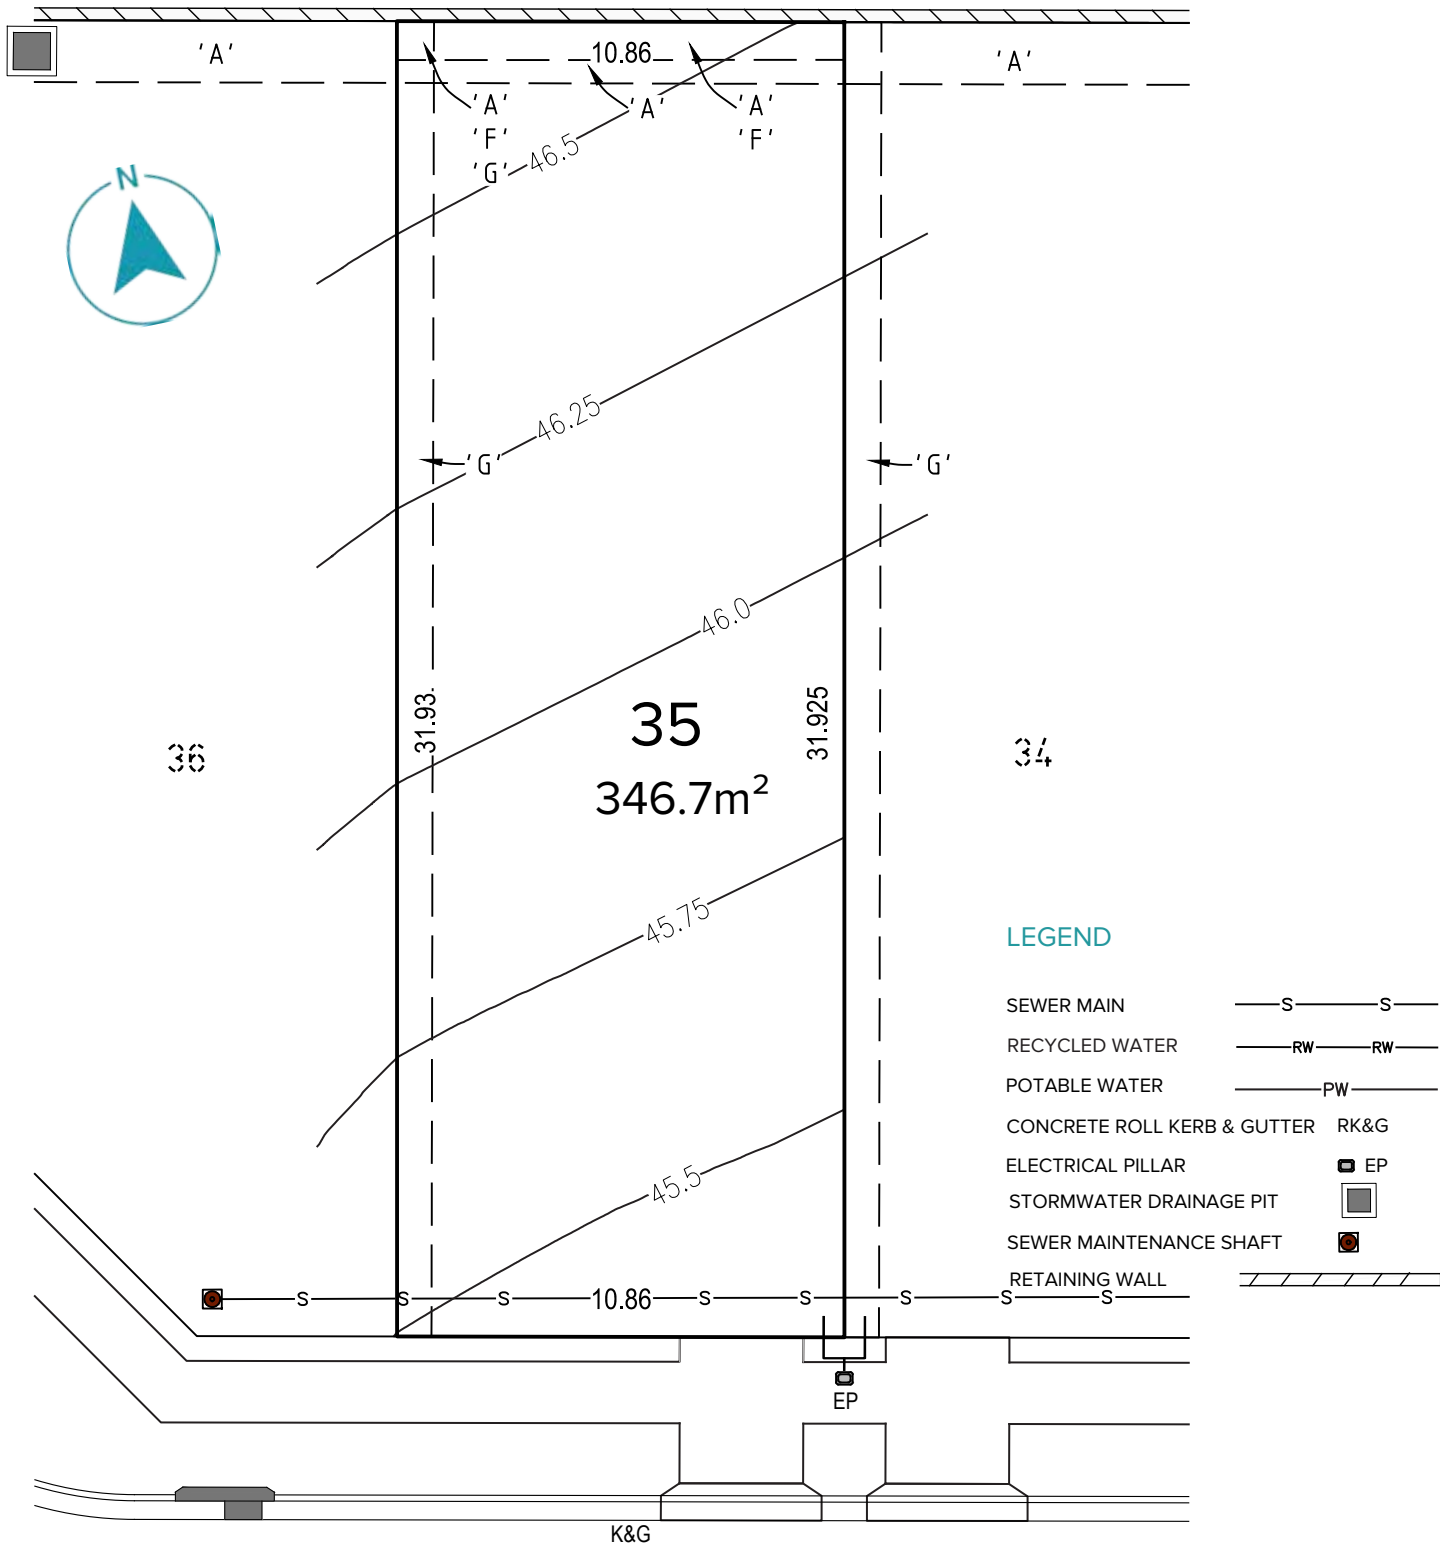 'A'
10.86
'A'
'A'
'F'
'G'
'A'
'A'
'F'
46.5
N
46.25
'G'
'G'
46.0
31.93
35
31.925
36
346.7m²
34
45.75
LEGEND
SEWER MAIN S S
RECYCLED WATER RW RW
POTABLE WATER PW
CONCRETE ROLL KERB & GUTTER RK&G
ELECTRICAL PILLAR EP
STORMWATER DRAINAGE PIT
SEWER MAINTENANCE SHAFT
RETAINING WALL
45.5
S S S 10.86 S S S S S
EP
K&G